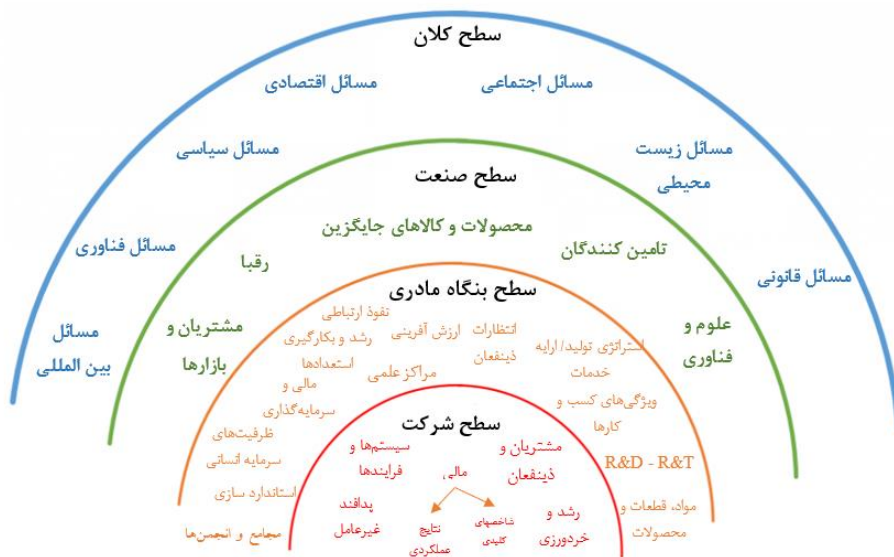 سطح کلان
مسائل اجتماعی
مسائل اقتصادی
مسائل زیست
محیطی
مسائل سیاسی
مسائل قانونی
مسائل فناوری
مسائل
بین المللی
سطح صنعت
محصولات و کالاهای جایگزین
تامین کنندگان
رقبا
علوم و
فناوری
مشتریان و
بازارها
سطح بنگاه مادری
استراتژی تولید/ ارایه
خدمات
انتظارات
ذینفعان
ارزش آفرینی
نفوذ ارتباطی
رشد و بکارگیری
استعدادها
مراکز علمی
ویژگی‌های کسب و
کارها
مالی و
سرمایه‌گذاری
ظرفیت‌های
سرمایه انسانی
R&D - R&T
استاندارد سازی
مواد، قطعات و
محصولات
مجامع و انجمن‌ها
سطح شرکت
مشتریان و
ذینفعان
سیستم‌ها و
فرایندها
مالی
رشد و
خردورزی
شاخصهای
کلیدی
نتایج
عملکردی
پدافند
غیرعامل